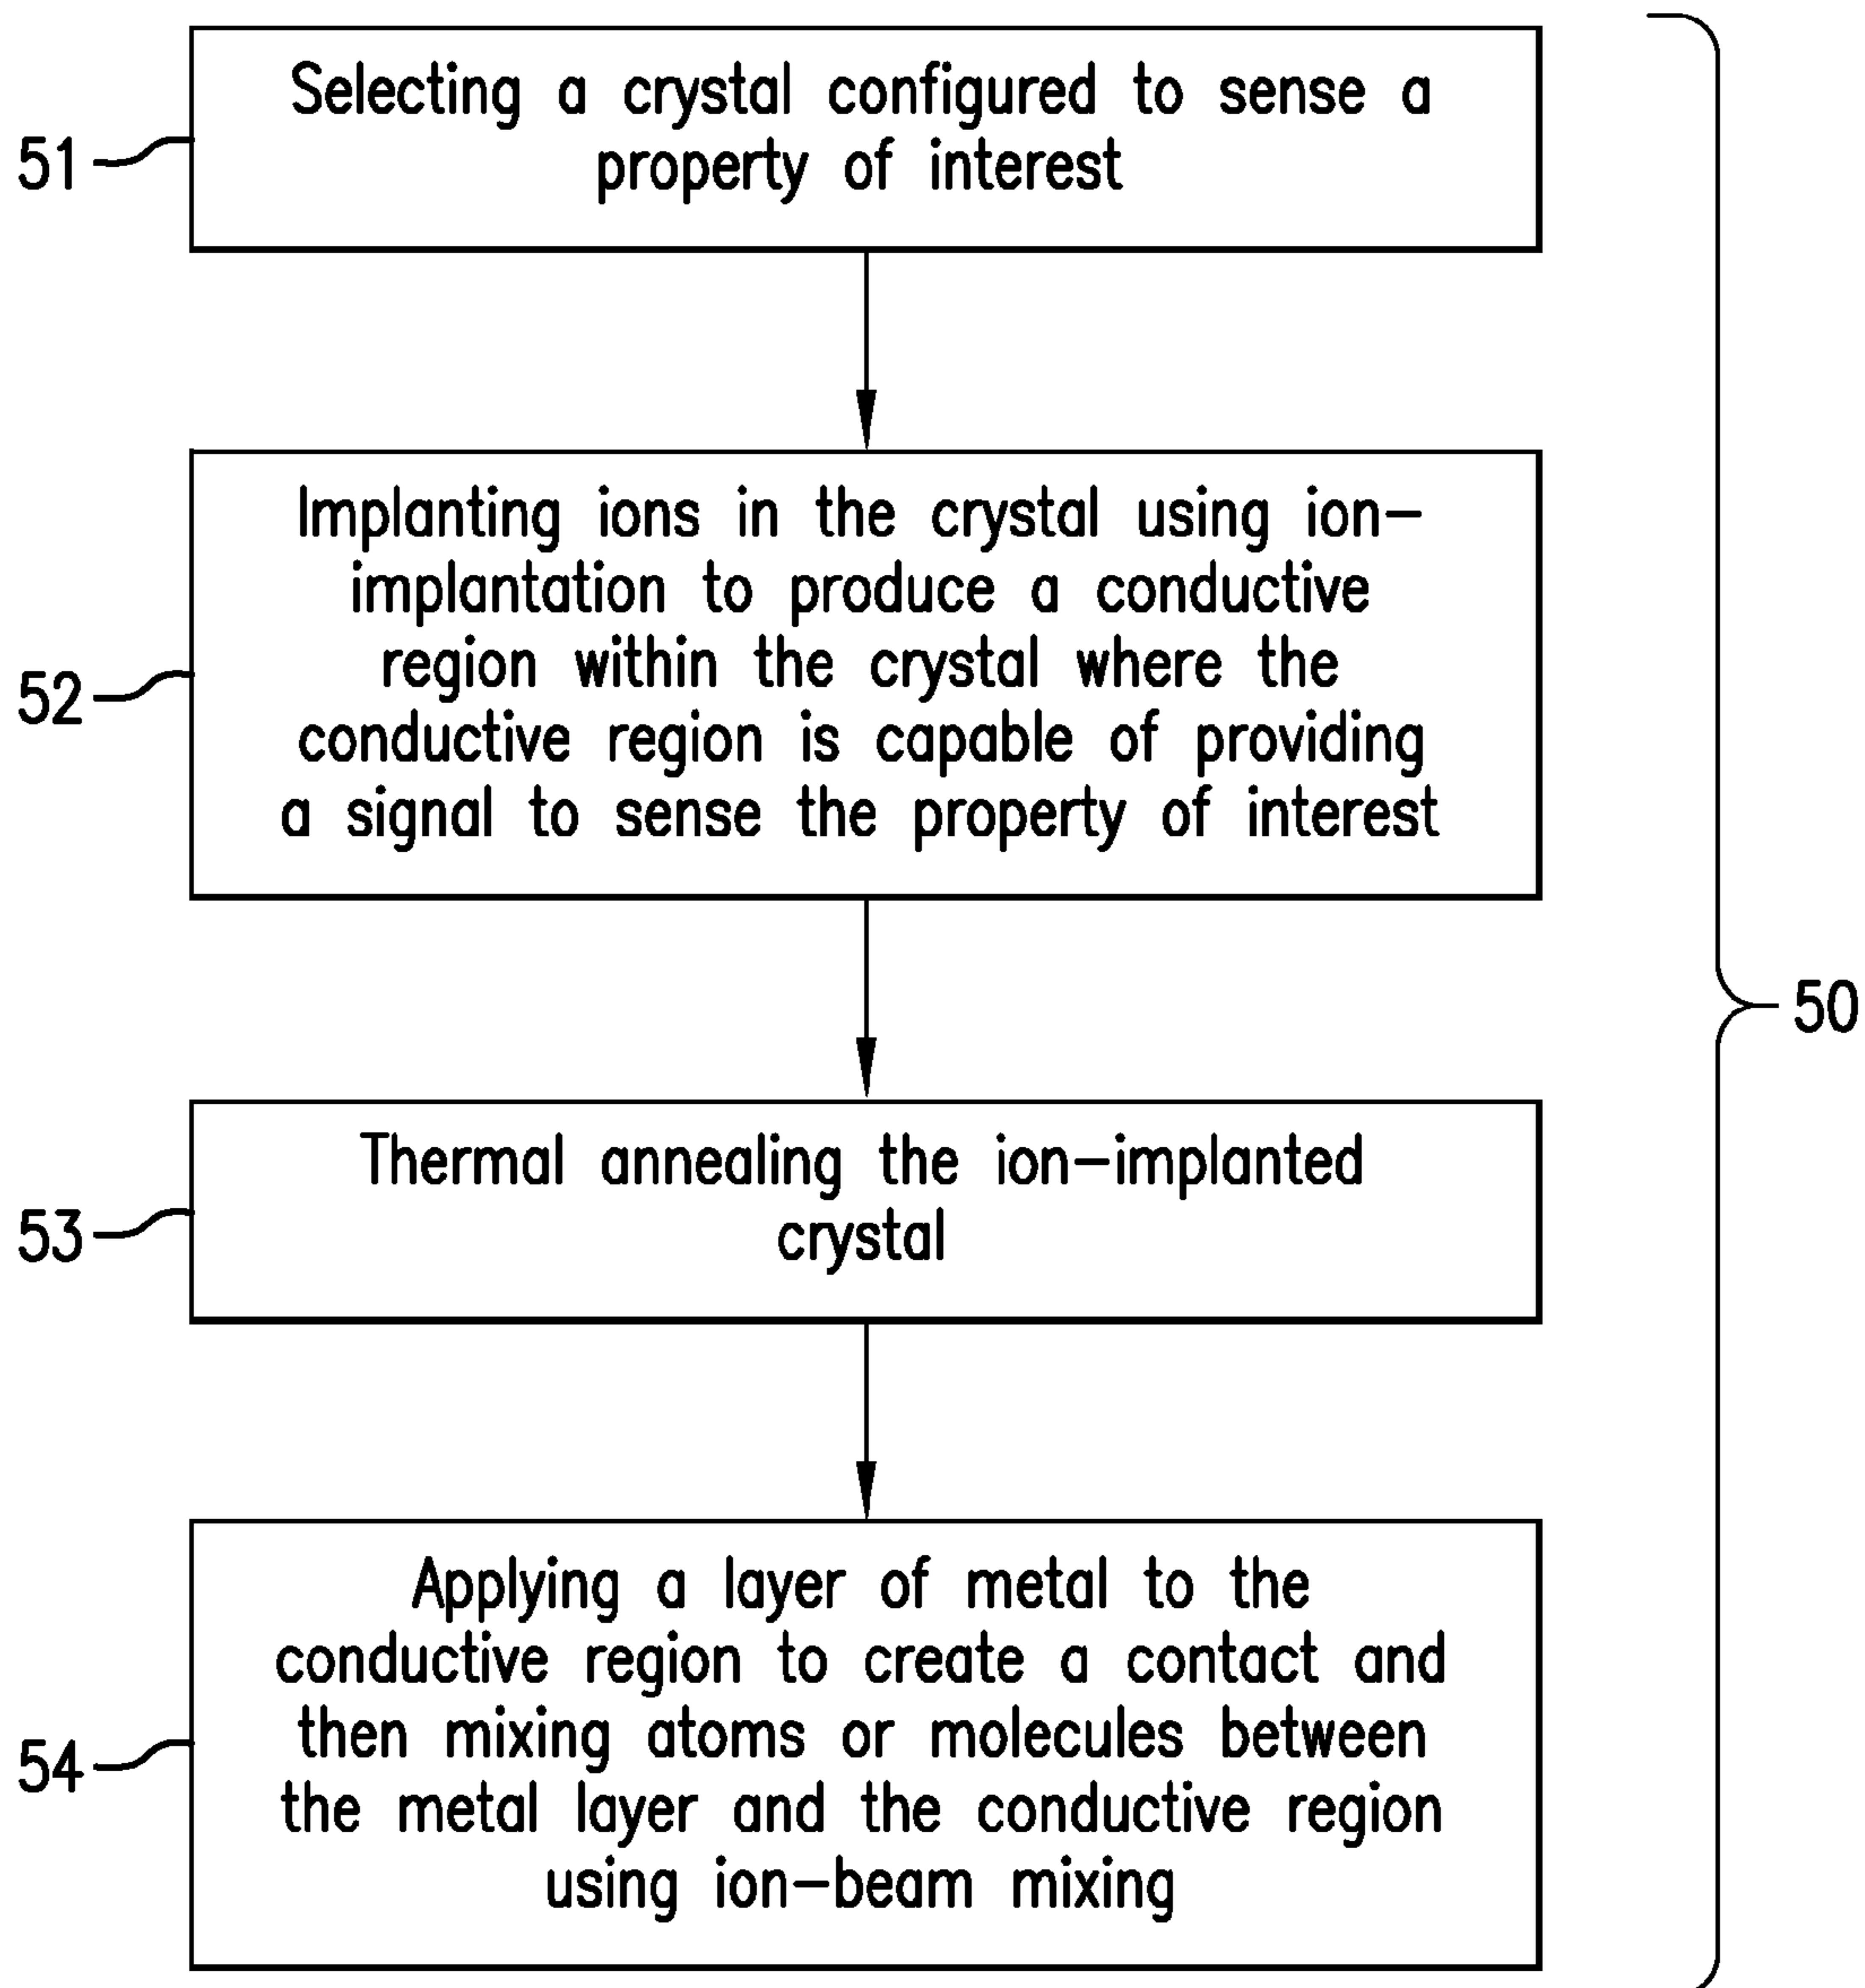 Selecting a crystal configured to sense a
property of interest
51
Implanting ions in the crystal using ion-
implantation to produce a conductive
region within the crystal where the
conductive region is capable of providing
a signal to sense the property of interest
52
50
Thermal annealing the ion-implanted
crystal
53
Applying a layer of metal to the
conductive region to create a contact and
then mixing atoms or molecules between
the metal layer and the conductive region
using ion-beam mixing
54